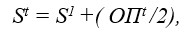 Sᵗ = S¹ +( ОПᵗ/2),